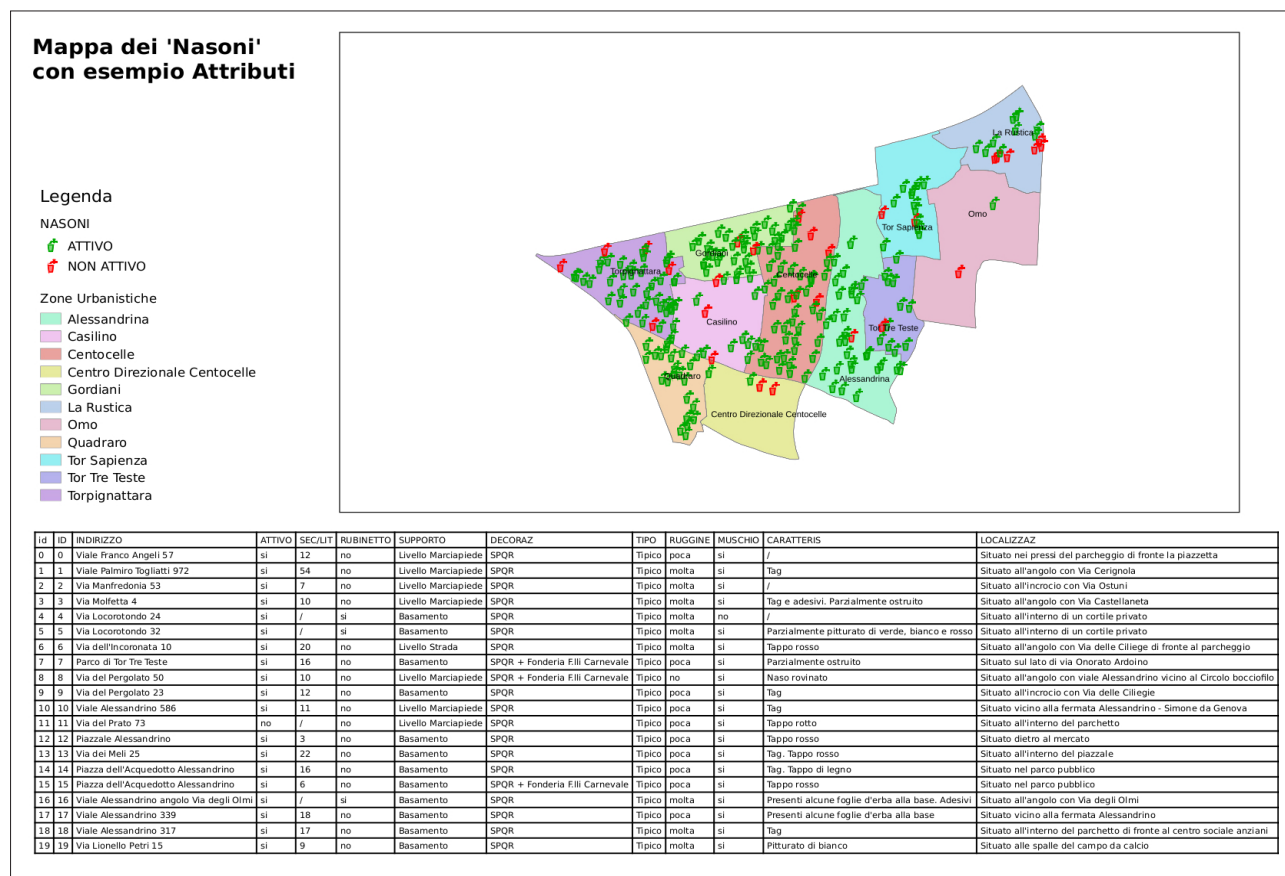 Mappa dei 'Nasoni'
con esempio Attributi
Legenda
NASONI
ATTIVO
NON ATTIVO
Zone Urbanistiche
Alessandrina
Casilino
Centocelle
Centro Direzionale Centocelle
Gordiani
La Rustica
Omo
Quadraro
Tor Sapienza
Tor Tre Teste
Torpignattara
La Rustica
Omo
Tor Sapienza
Gordiani
Torpignattara
Centocelle
Casilino
Tor Tre Teste
Quadraro
Alessandrina
Centro Direzionale Centocelle
id ID INDIRIZZO ATTIVO SEC/LIT RUBINETTO SUPPORTO DECORAZ TIPO RUGGINE MUSCHIO CARATTERIS LOCALIZZAZ
0 0 Viale Franco Angeli 57 si 12 no Livello Marciapiede SPQR Tipico poca si / Situato nei pressi del parcheggio di fronte la piazzetta
1 1 Viale Palmiro Togliatti 972 si 54 no Livello Marciapiede SPQR Tipico molta si Tag Situato all'angolo con Via Cerignola
2 2 Via Manfredonia 53 si 7 no Livello Marciapiede SPQR Tipico molta si / Situato all'incrocio con Via Ostuni
3 3 Via Molfetta 4 si 10 no Livello Marciapiede SPQR Tipico molta si Tag e adesivi. Parzialmente ostruito Situato all'angolo con Via Castellaneta
4 4 Via Locorotondo 24 si / si Basamento SPQR Tipico molta no / Situato all'interno di un cortile privato
5 5 Via Locorotondo 32 si / si Basamento SPQR Tipico molta si Parzialmente pitturato di verde, bianco e rosso Situato all'interno di un cortile privato
6 6 Via dell'Incoronata 10 si 20 no Livello Strada SPQR Tipico molta si Tappo rosso Situato all'angolo con Via delle Ciliege di fronte al parcheggio
7 7 Parco di Tor Tre Teste si 16 no Basamento SPQR + Fonderia F.lli Carnevale Tipico poca si Parzialmente ostruito Situato sul lato di via Onorato Ardoino
8 8 Via del Pergolato 50 si 10 no Livello Marciapiede SPQR + Fonderia F.lli Carnevale Tipico no si Naso rovinato Situato all'angolo con viale Alessandrino vicino al Circolo bocciofilo
9 9 Via del Pergolato 23 si 12 no Basamento SPQR Tipico poca si Tag Situato all'incrocio con Via delle Ciliegie
10 10 Viale Alessandrino 586 si 11 no Livello Marciapiede SPQR Tipico poca si Tag Situato vicino alla fermata Alessandrino - Simone da Genova
11 11 Via del Prato 73 no / no Livello Marciapiede SPQR Tipico poca si Tappo rotto Situato all'interno del parchetto
12 12 Piazzale Alessandrino si 3 no Basamento SPQR Tipico poca si Tappo rosso Situato dietro al mercato
13 13 Via dei Meli 25 si 22 no Basamento SPQR Tipico poca si Tag. Tappo rosso Situato all'interno del piazzale
14 14 Piazza dell'Acquedotto Alessandrino si 16 no Basamento SPQR Tipico poca si Tag. Tappo di legno Situato nel parco pubblico
15 15 Piazza dell'Acquedotto Alessandrino si 6 no Basamento SPQR + Fonderia F.lli Carnevale Tipico poca si Tappo rosso Situato nel parco pubblico
16 16 Viale Alessandrino angolo Via degli Olmi si / si Basamento SPQR Tipico molta si Presenti alcune foglie d'erba alla base. Adesivi Situato all'angolo con Via degli Olmi
17 17 Viale Alessandrino 339 si 18 no Basamento SPQR Tipico poca si Presenti alcune foglie d'erba alla base Situato vicino alla fermata Alessandrino
18 18 Viale Alessandrino 317 si 17 no Basamento SPQR Tipico molta si Tag Situato all'interno del parchetto di fronte al centro sociale anziani
19 19 Via Lionello Petri 15 si 9 no Basamento SPQR Tipico molta si Pitturato di bianco Situato alle spalle del campo da calcio